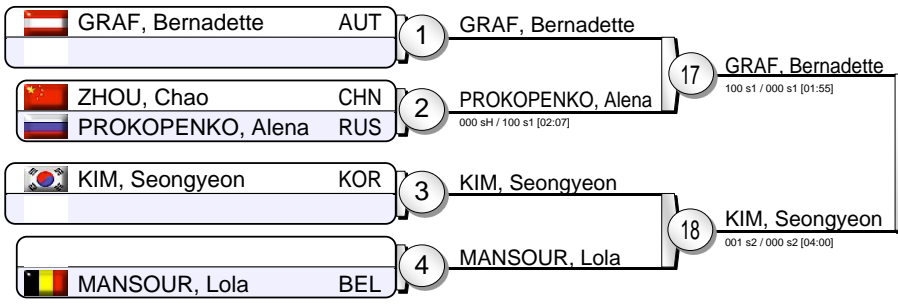 GRAF, Bernadette AUT
1
GRAF, Bernadette
17
GRAF, Bernadette
100 s1 / 000 s1 [01:55]
ZHOU, Chao CHN
PROKOPENKO, Alena RUS
2
PROKOPENKO, Alena
000 sH / 100 s1 [02:07]
KIM, Seongyeon KOR
3
KIM, Seongyeon
18
KIM, Seongyeon
001 s2 / 000 s2 [04:00]
MANSOUR, Lola BEL
4
MANSOUR, Lola